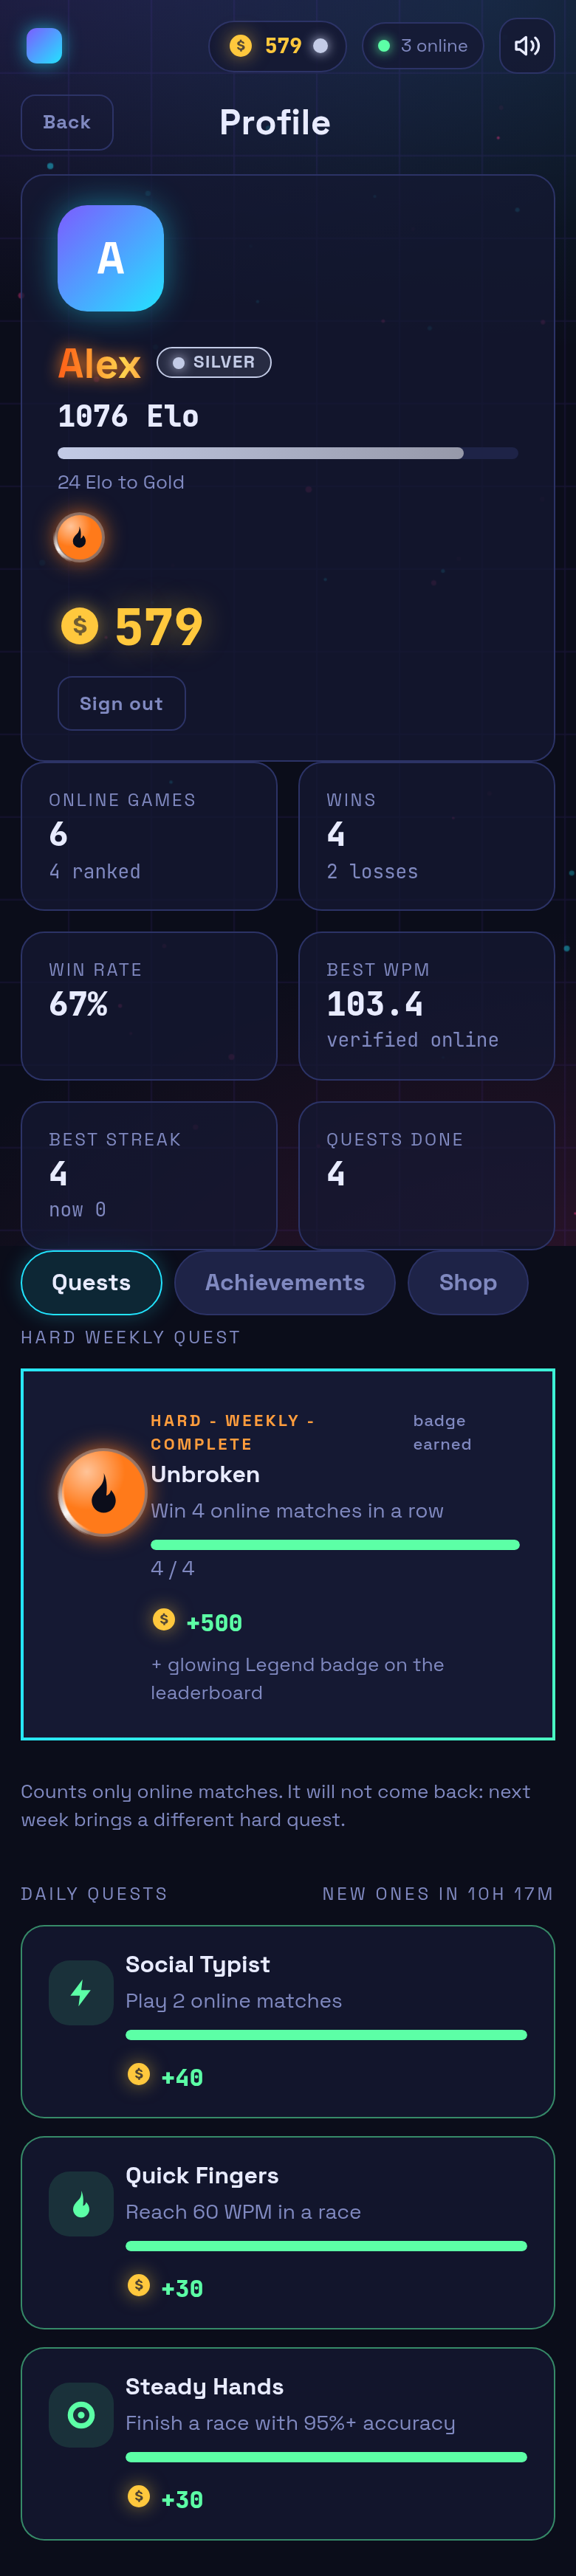 579
3 online
Back
Profile
A
Alex
SILVER
1076 Elo
24 Elo to Gold
$ 579
Sign out
ONLINE GAMES
6
4 ranked
WINS
4
2 losses
WIN RATE
67%
BEST WPM
103.4
verified online
BEST STREAK
4
now 0
QUESTS DONE
4
Quests
Achievements
Shop
HARD WEEKLY QUEST
HARD - WEEKLY -
COMPLETE
badge
earned
Unbroken
Win 4 online matches in a row
4 / 4
$ +500
+ glowing Legend badge on the
leaderboard
Counts only online matches. It will not come back: next
week brings a different hard quest.
DAILY QUESTS
NEW ONES IN 10H 17M
Social Typist
Play 2 online matches
$ +40
Quick Fingers
Reach 60 WPM in a race
$ +30
Steady Hands
Finish a race with 95%+ accuracy
$ +30